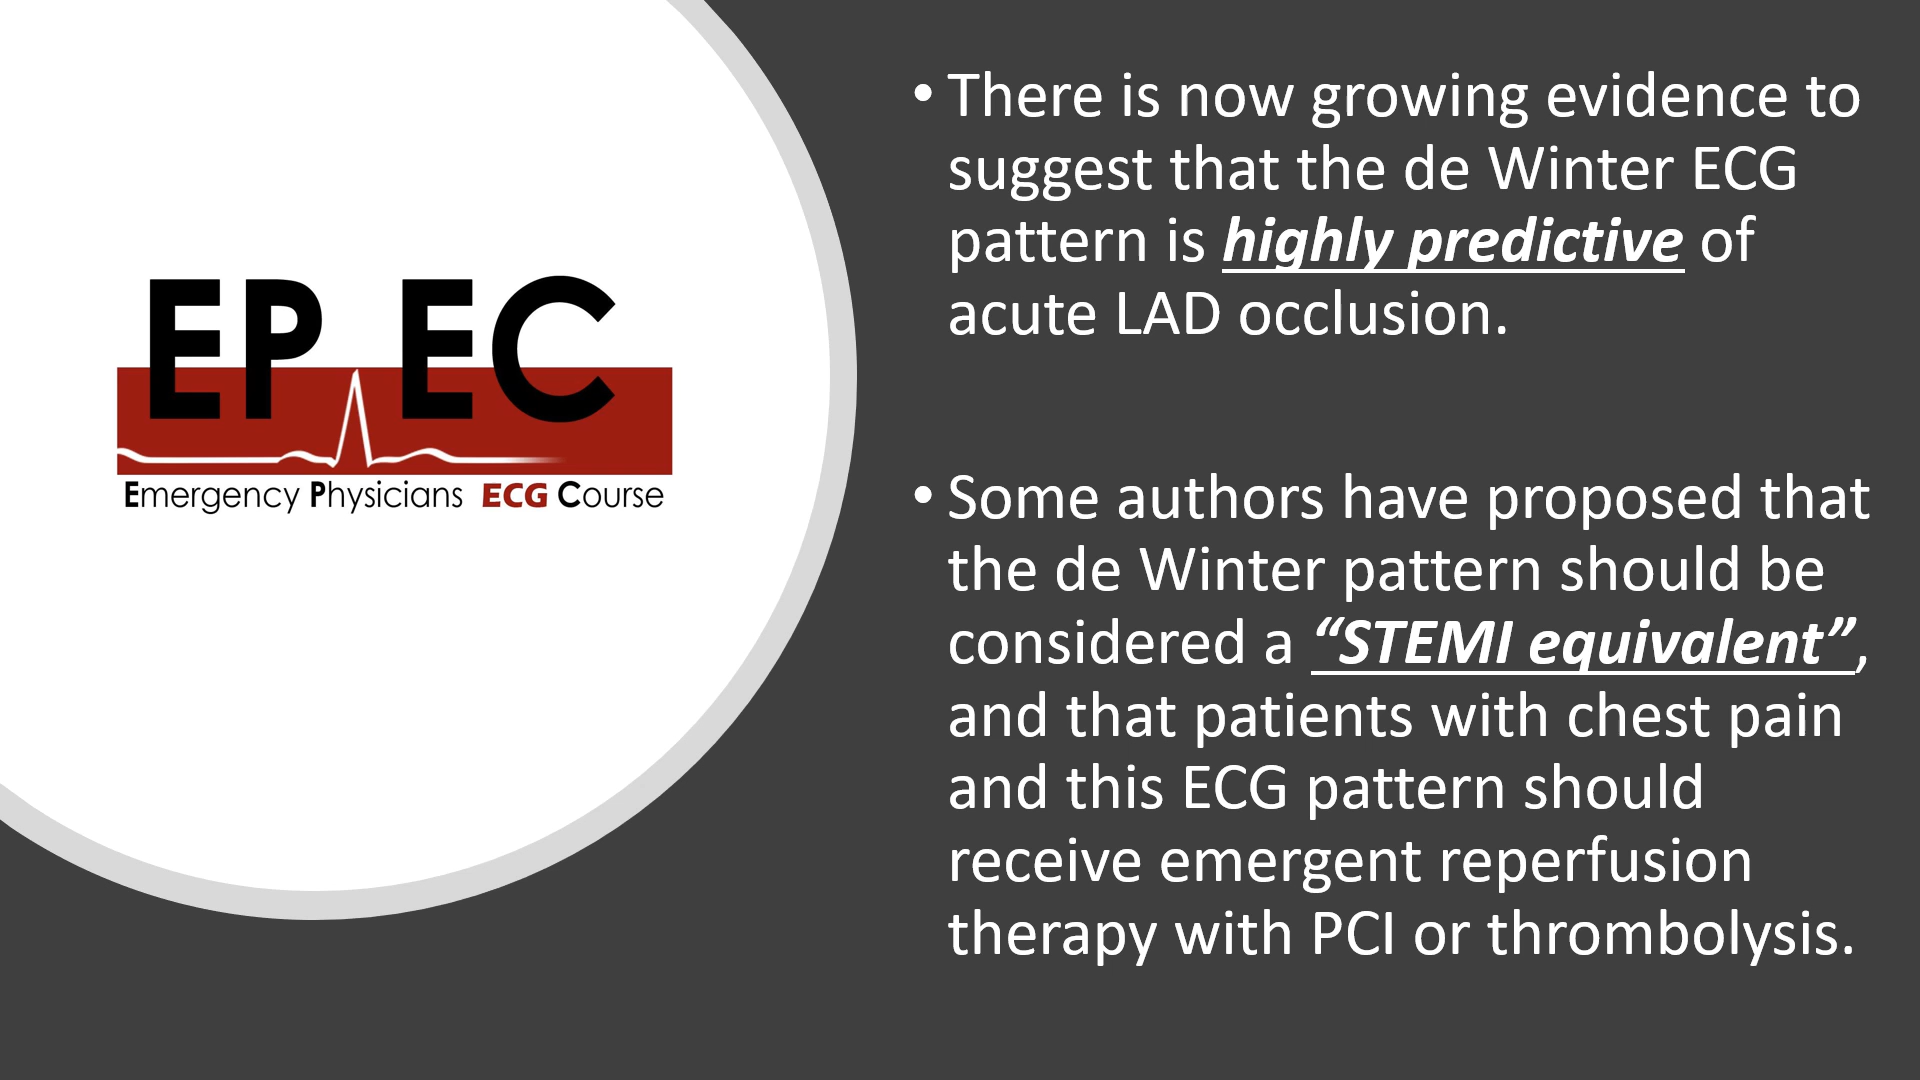 EP EC
Emergency Physicians ECG Course
• There is now growing evidence to
suggest that the de Winter ECG
pattern is highly predictive of
acute LAD occlusion.
• Some authors have proposed that
the de Winter pattern should be
considered a “STEMI equivalent”,
and that patients with chest pain
and this ECG pattern should
receive emergent reperfusion
therapy with PCI or thrombolysis.